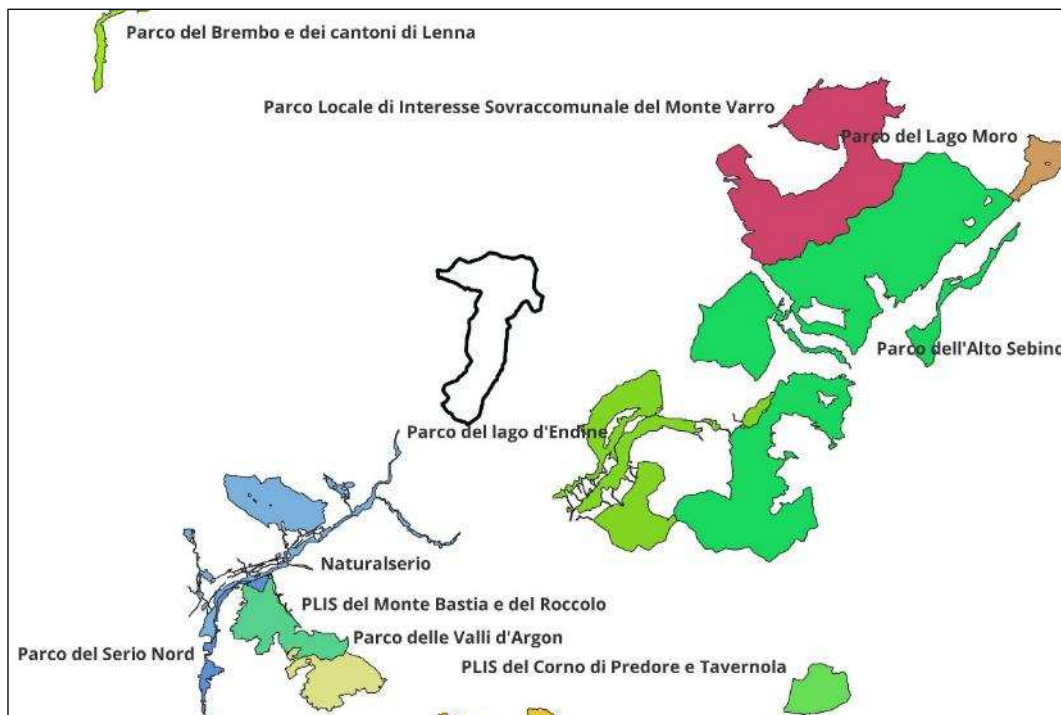 Parco del Brembo e dei cantoni di Lenna
Parco Locale di Interesse Sovraccomunale del Monte Varro
Parco del Lago Moro
Parco dell'Alto Sebino
Parco del lago d'Endine
Naturalserio
PLIS del Monte Bastia e del Roccolo
Parco delle Valli d'Argon
Parco del Serio Nord
PLIS del Corno di Predore e Tavernola